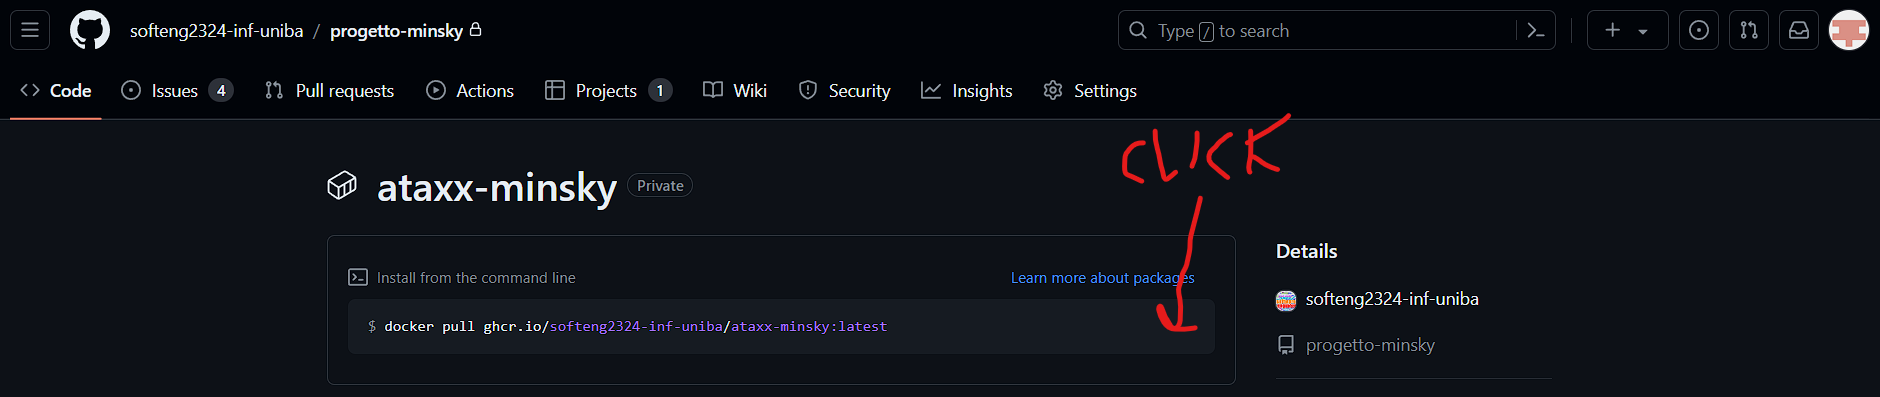 softeng2324-inf-uniba / progetto-minsky
Type / to search
Code
Issues 4
Pull requests
Actions
Projects 1
Wiki
Security
Insights
Settings
CLICK
ataxx-minsky Private
Install from the command line
Learn more about packages
$ docker pull ghcr.io/softeng2324-inf-uniba/ataxx-minsky:latest
Details
softeng2324-inf-uniba
progetto-minsky